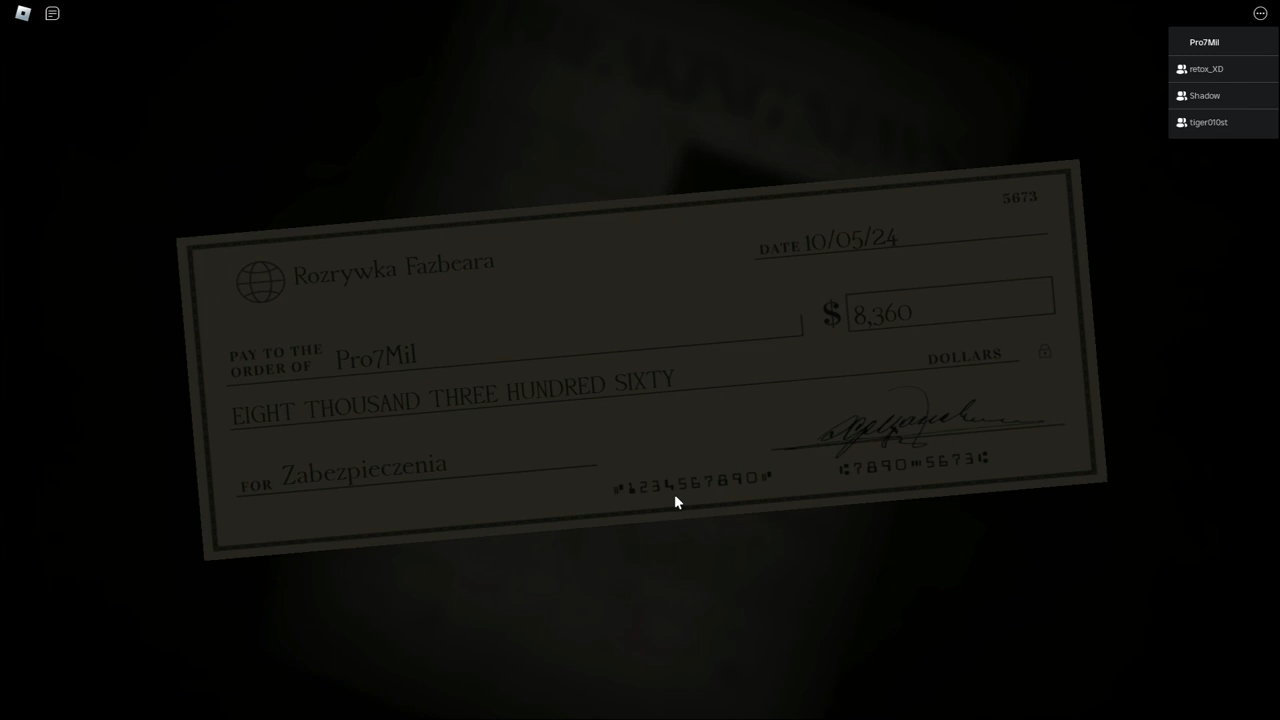 Pro7Mil
retox_XD
Shadow
tiger010st
5673
Rozrywka Fazbeara
DATE 10/05/24
$ 8,360
PAY TO THE
ORDER OF Pro7Mil
EIGHT THOUSAND THREE HUNDRED SIXTY
DOLLARS
FOR Zabezpieczenia
⑈1234567890⑈
⑆7890⑉5673⑆